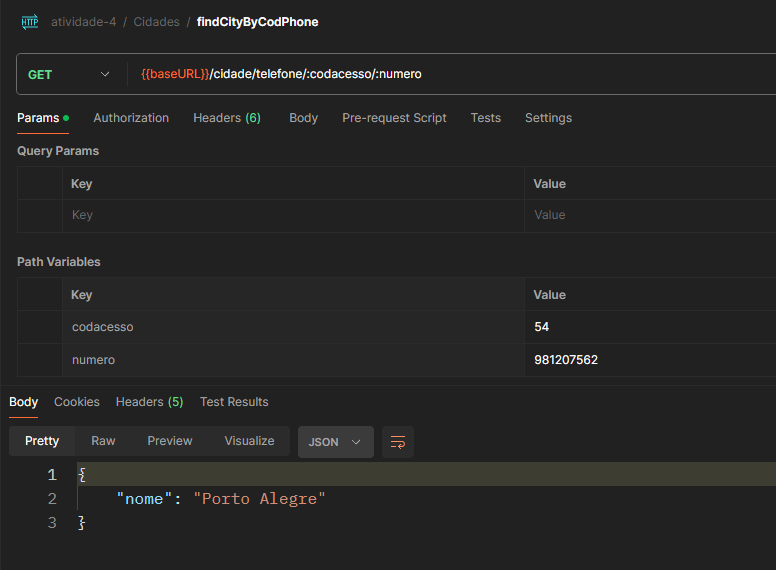 HTTP atividade-4 / Cidades / findCityByCodPhone
GET {{baseURL}}/cidade/telefone/:codacesso/:numero
Params Authorization Headers (6) Body Pre-request Script Tests Settings
Query Params
Key Value
Key Value
Path Variables
Key Value
codacesso 54
numero 981207562
Body Cookies Headers (5) Test Results
Pretty Raw Preview Visualize JSON
1 {
2 "nome": "Porto Alegre"
3 }